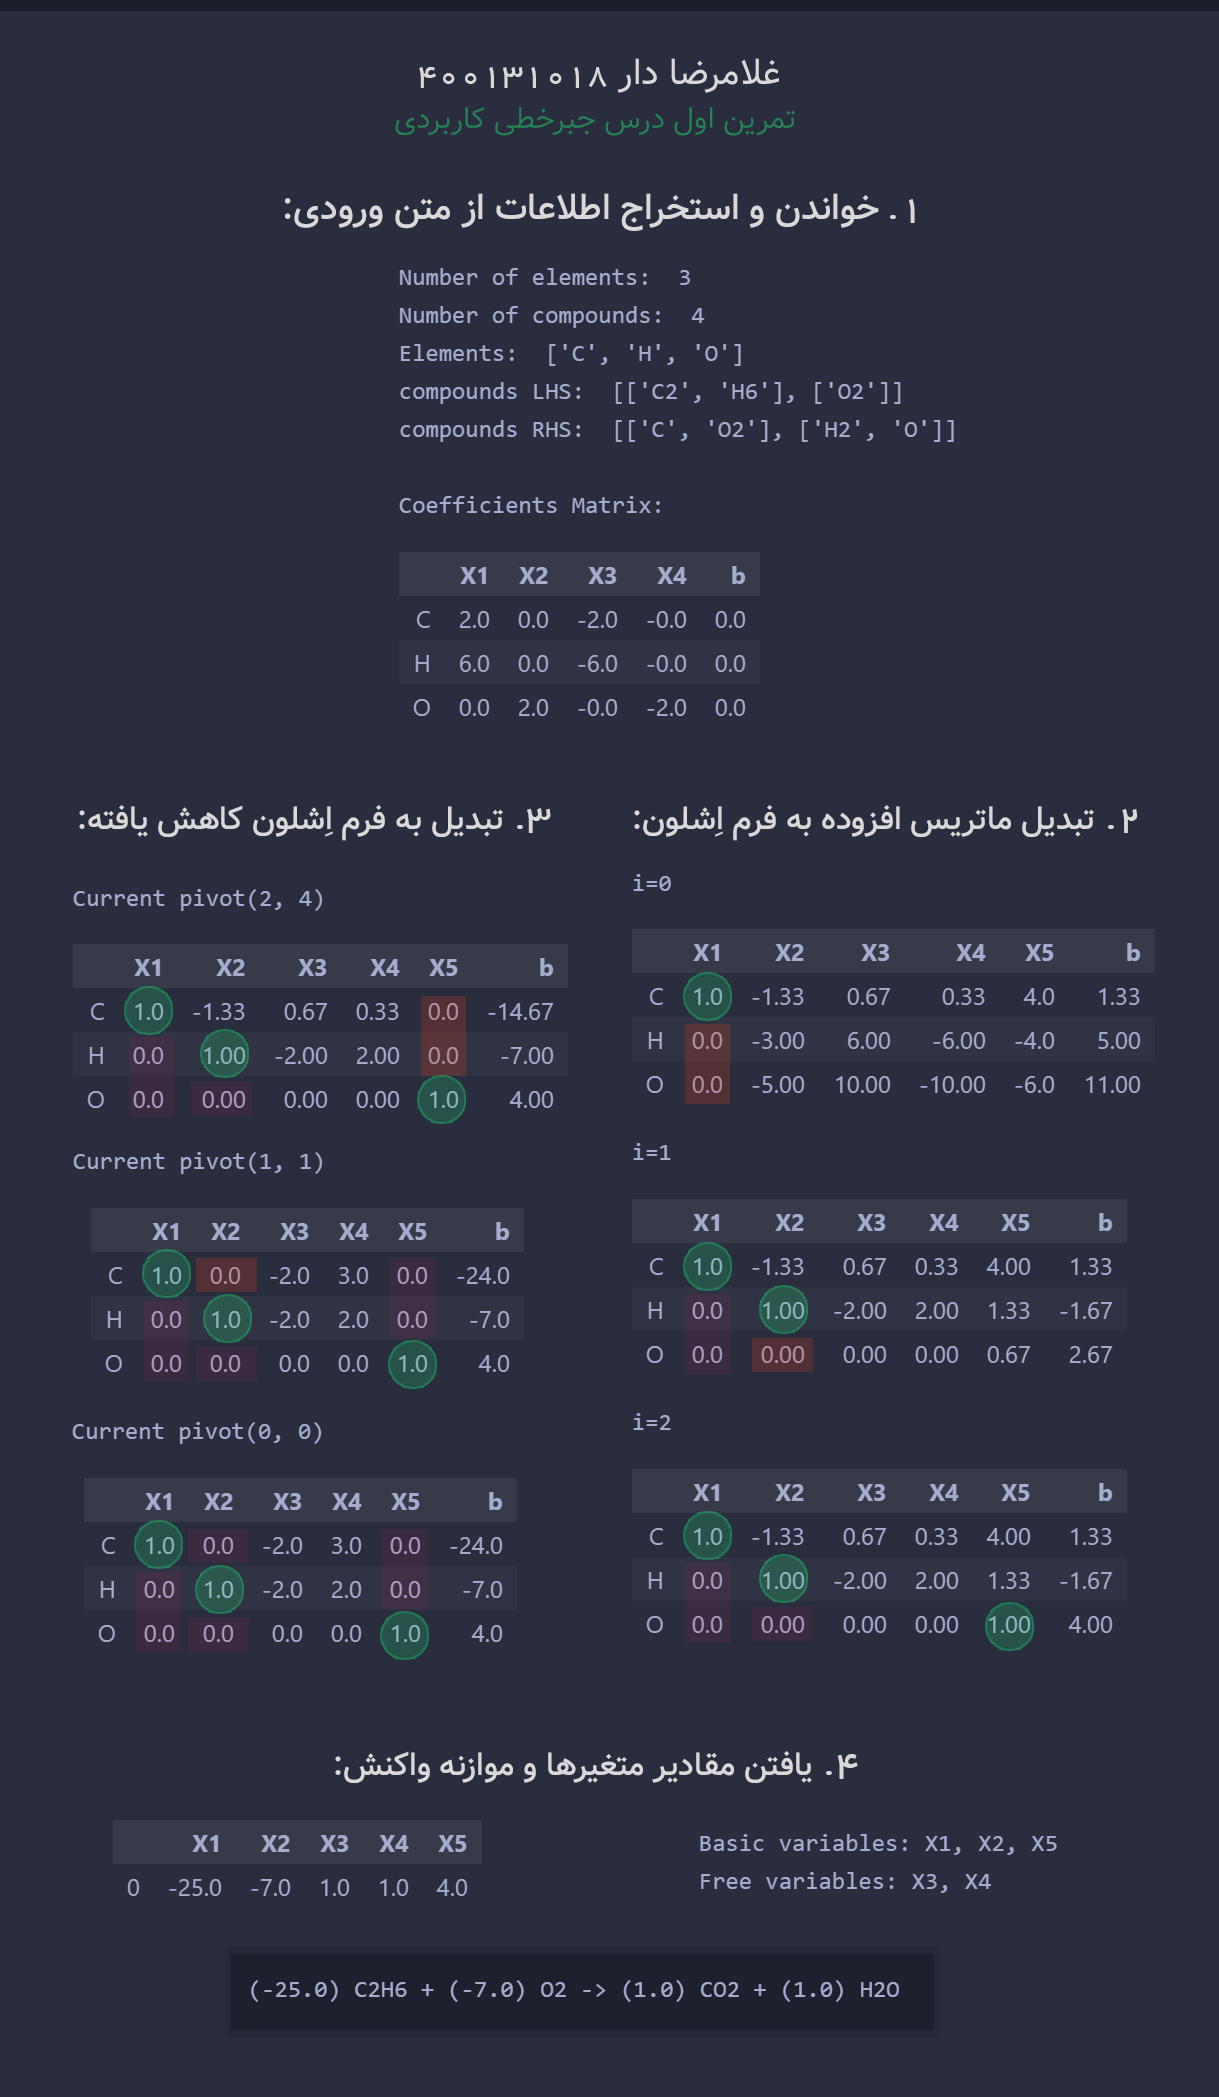 غلامرضا دار ۴۰۰۱۳۱۰۱۸
تمرین اول درس جبرخطی کاربردی
۱. خواندن و استخراج اطلاعات از متن ورودی:
Number of elements:  3
Number of compounds:  4
Elements:  ['C', 'H', 'O']
compounds LHS:  [['C2', 'H6'], ['O2']]
compounds RHS:  [['C', 'O2'], ['H2', 'O']]
Coefficients Matrix:
X1 X2 X3 X4 b
C 2.0 0.0 -2.0 -0.0 0.0
H 6.0 0.0 -6.0 -0.0 0.0
O 0.0 2.0 -0.0 -2.0 0.0
۲. تبدیل ماتریس افزوده به فرم اِشلون:
i=0
X1 X2 X3 X4 X5 b
C 1.0 -1.33 0.67 0.33 4.0 1.33
H 0.0 -3.00 6.00 -6.00 -4.0 5.00
O 0.0 -5.00 10.00 -10.00 -6.0 11.00
i=1
X1 X2 X3 X4 X5 b
C 1.0 -1.33 0.67 0.33 4.00 1.33
H 0.0 1.00 -2.00 2.00 1.33 -1.67
O 0.0 0.00 0.00 0.00 0.67 2.67
i=2
X1 X2 X3 X4 X5 b
C 1.0 -1.33 0.67 0.33 4.00 1.33
H 0.0 1.00 -2.00 2.00 1.33 -1.67
O 0.0 0.00 0.00 0.00 1.00 4.00
۳. تبدیل به فرم اِشلون کاهش یافته:
Current pivot(2, 4)
X1 X2 X3 X4 X5 b
C 1.0 -1.33 0.67 0.33 0.0 -14.67
H 0.0 1.00 -2.00 2.00 0.0 -7.00
O 0.0 0.00 0.00 0.00 1.0 4.00
Current pivot(1, 1)
X1 X2 X3 X4 X5 b
C 1.0 0.0 -2.0 3.0 0.0 -24.0
H 0.0 1.0 -2.0 2.0 0.0 -7.0
O 0.0 0.0 0.0 0.0 1.0 4.0
Current pivot(0, 0)
X1 X2 X3 X4 X5 b
C 1.0 0.0 -2.0 3.0 0.0 -24.0
H 0.0 1.0 -2.0 2.0 0.0 -7.0
O 0.0 0.0 0.0 0.0 1.0 4.0
۴. یافتن مقادیر متغیرها و موازنه واکنش:
X1 X2 X3 X4 X5
0 -25.0 -7.0 1.0 1.0 4.0
Basic variables: X1, X2, X5
Free variables: X3, X4
(-25.0) C2H6 + (-7.0) O2 -> (1.0) CO2 + (1.0) H2O